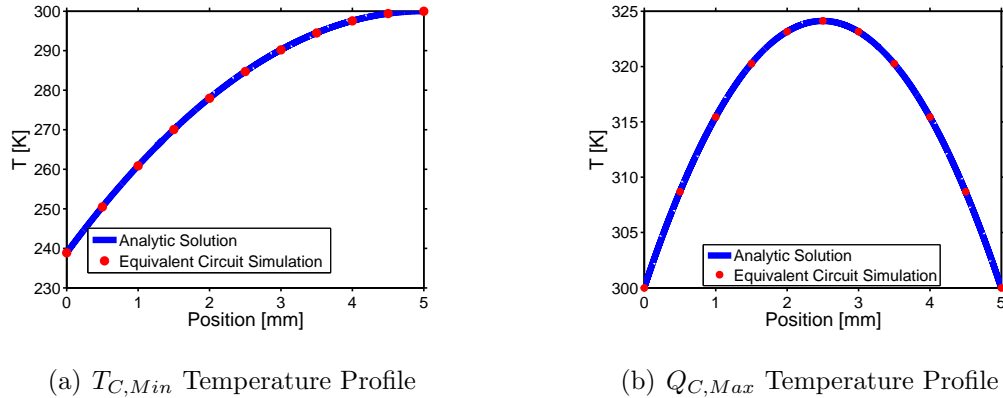 300
290
280
270
260
250
240
230
T [K]
Analytic Solution
Equivalent Circuit Simulation
0 1 2 3 4 5
Position [mm]
(a) T_{C,Min} Temperature Profile
325
320
315
310
305
300
T [K]
Analytic Solution
Equivalent Circuit Simulation
0 1 2 3 4 5
Position [mm]
(b) Q_{C,Max} Temperature Profile